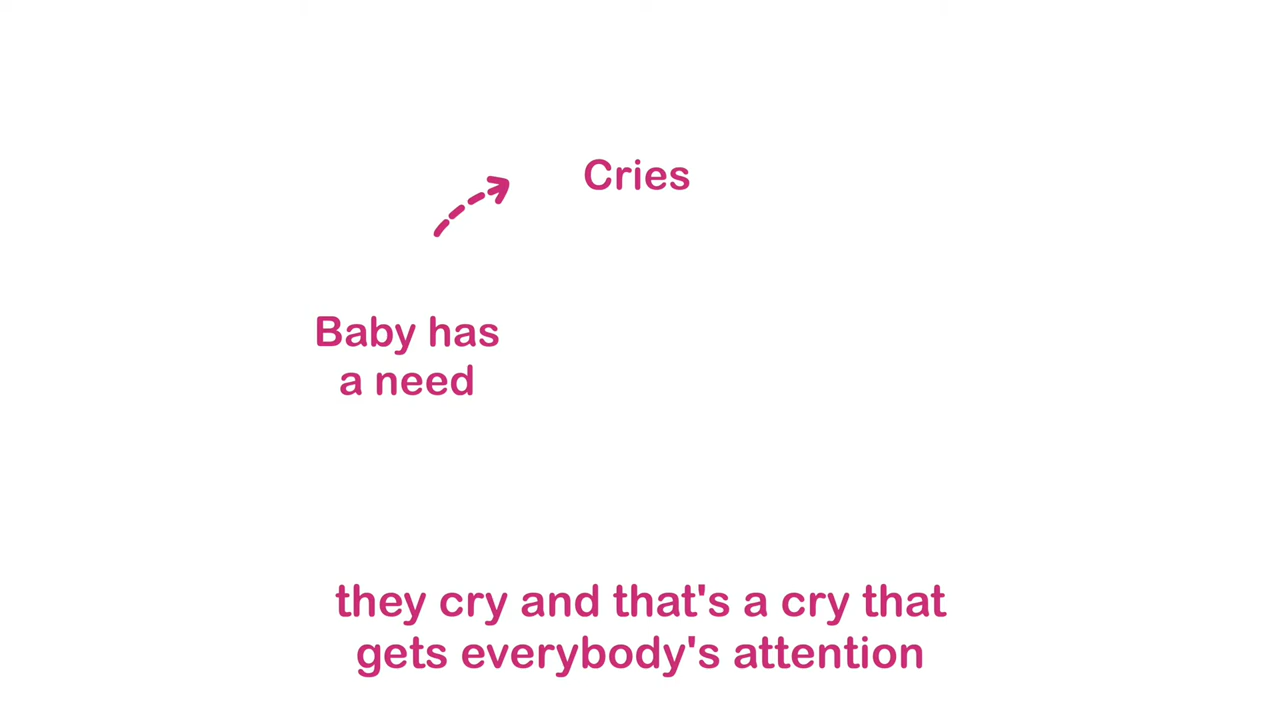 Cries
Baby has
a need
they cry and that's a cry that
gets everybody's attention